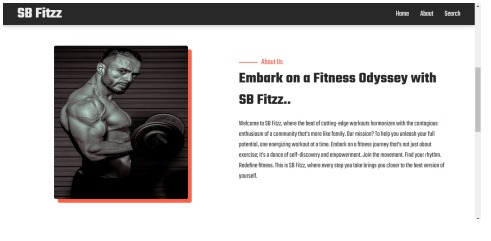 SB Fitzz
Home About Search
About Us
Embark on a Fitness Odyssey with
SB Fitzz..
Welcome to SB Fitzz, where the beat of cutting-edge workouts harmonizes with the contagious
enthusiasm of a community that's more like family. Our mission? To help you unleash your full
potential, one energizing workout at a time. Embark on a fitness journey that's not just about
exercise; it's a dance of self-discovery and empowerment. Join the movement. Find your rhythm.
Redefine fitness. This is SB Fitzz, where every step you take brings you closer to the best version of
yourself.